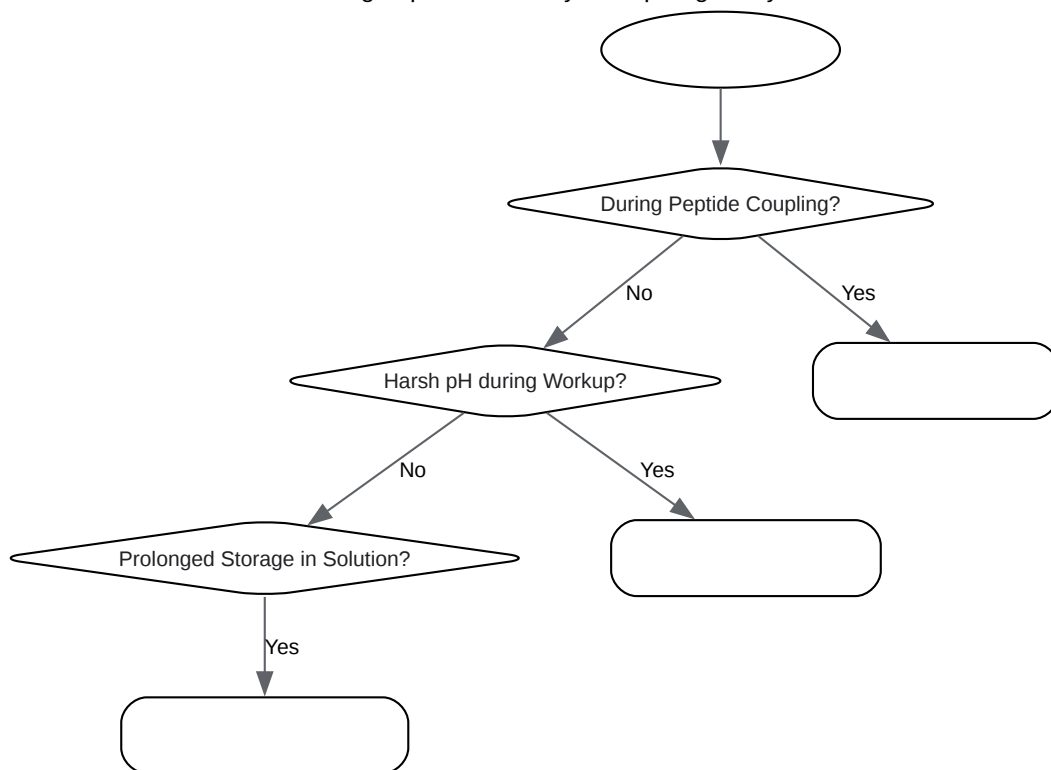 During Peptide Coupling?
No
Yes
Harsh pH during Workup?
No
Yes
Prolonged Storage in Solution?
Yes